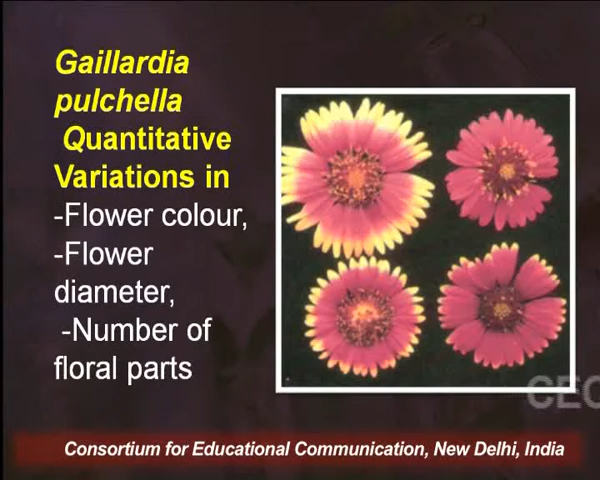 Gaillardia
pulchella
Quantitative
Variations in
-Flower colour,
-Flower
diameter,
-Number of
floral parts
CEC
Consortium for Educational Communication, New Delhi, India